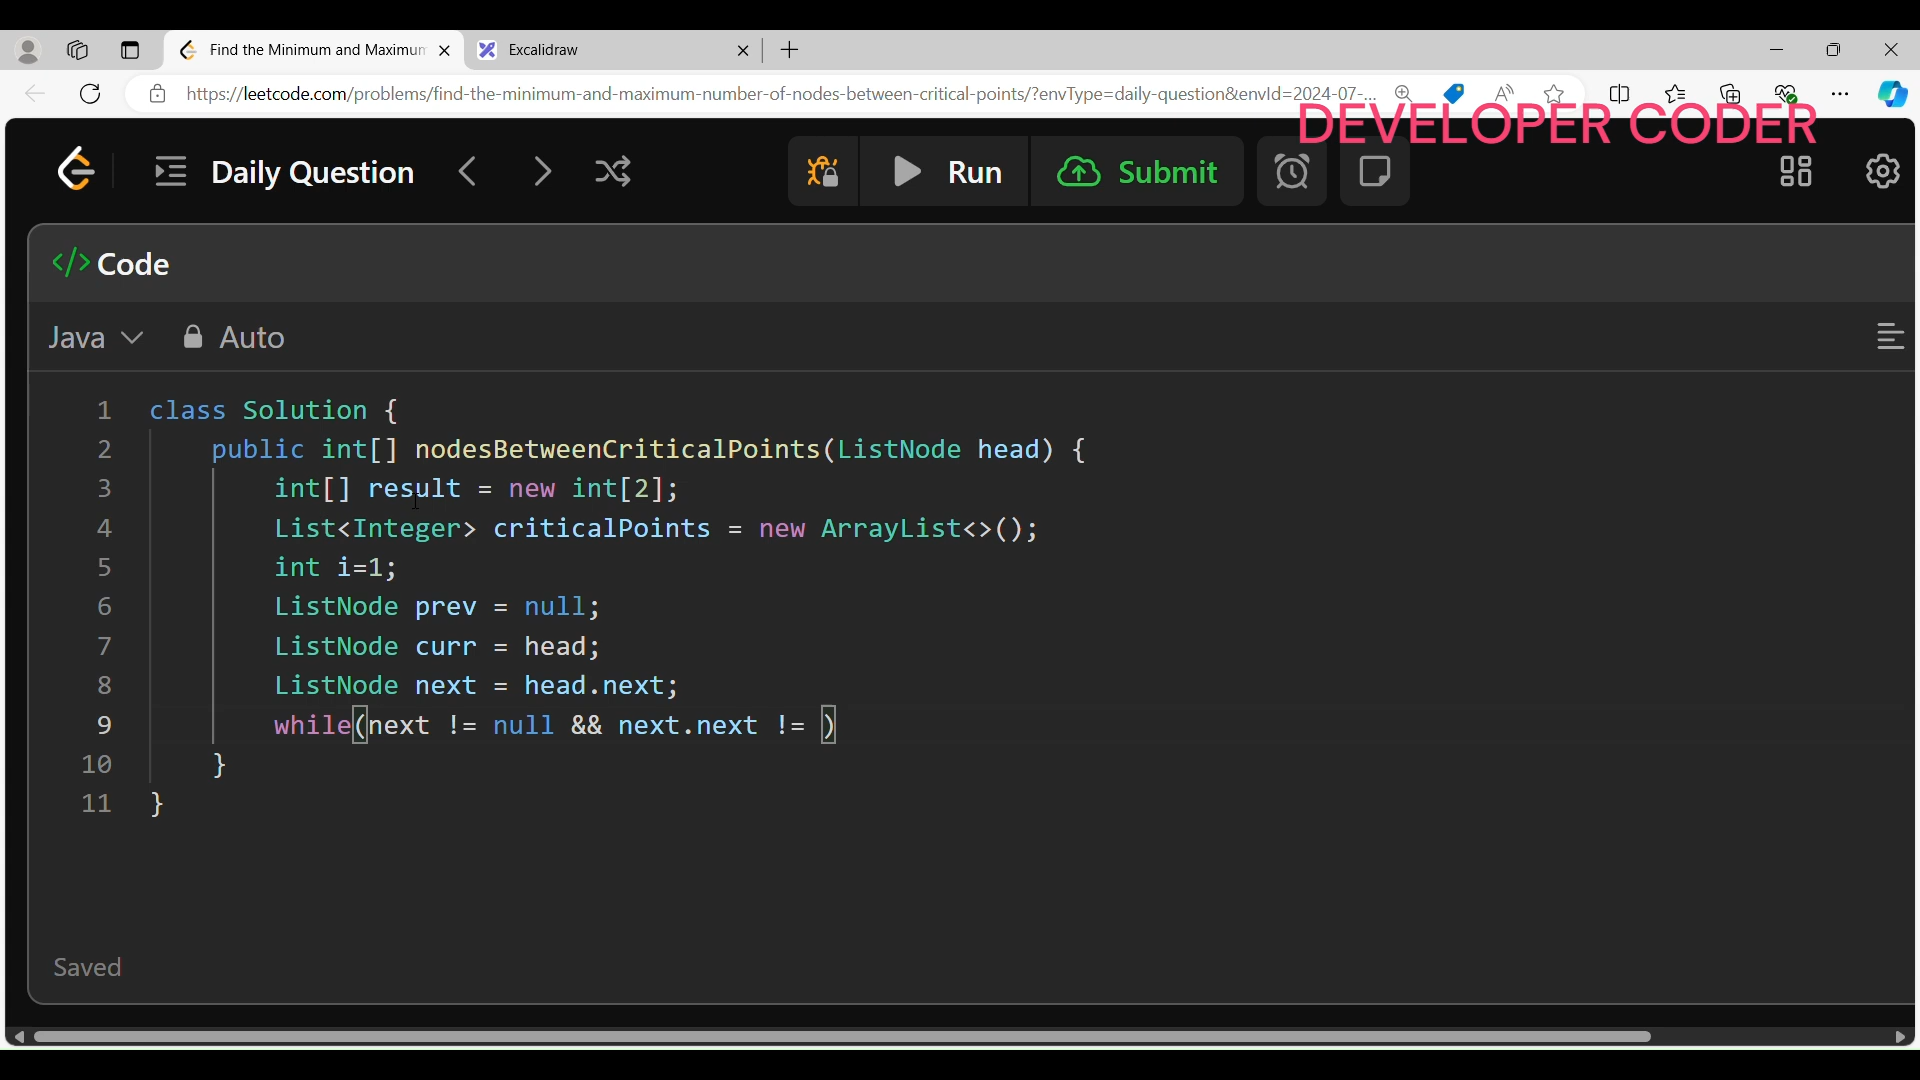 Find the Minimum and Maximum
Excalidraw
https://leetcode.com/problems/find-the-minimum-and-maximum-number-of-nodes-between-critical-points/?envType=daily-question&envId=2024-07-...
DEVELOPER CODER
Daily Question
Run
Submit
</> Code
Java
Auto
1 class Solution {
2 public int[] nodesBetweenCriticalPoints(ListNode head) {
3 int[] result = new int[2];
4 List<Integer> criticalPoints = new ArrayList<>();
5 int i=1;
6 ListNode prev = null;
7 ListNode curr = head;
8 ListNode next = head.next;
9 while(next != null && next.next != )
10 }
11 }
Saved